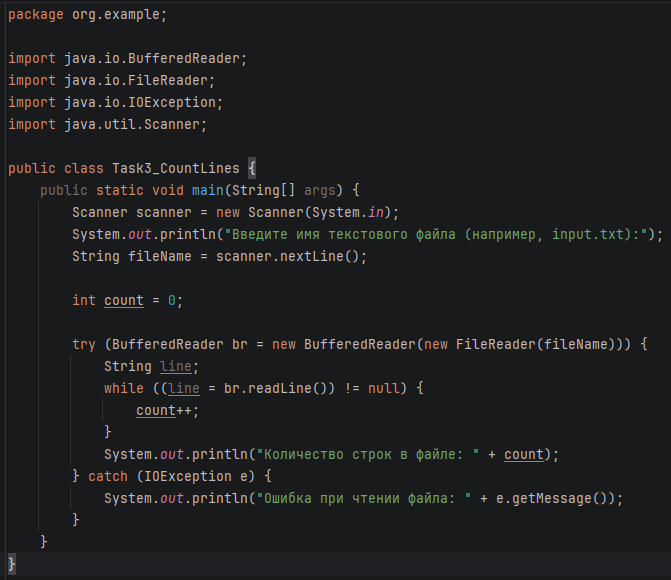 package org.example;
import java.io.BufferedReader;
import java.io.FileReader;
import java.io.IOException;
import java.util.Scanner;
public class Task3_CountLines {
    public static void main(String[] args) {
        Scanner scanner = new Scanner(System.in);
        System.out.println("Введите имя текстового файла (например, input.txt):");
        String fileName = scanner.nextLine();
        int count = 0;
        try (BufferedReader br = new BufferedReader(new FileReader(fileName))) {
            String line;
            while ((line = br.readLine()) != null) {
                count++;
            }
            System.out.println("Количество строк в файле: " + count);
        } catch (IOException e) {
            System.out.println("Ошибка при чтении файла: " + e.getMessage());
        }
    }
}